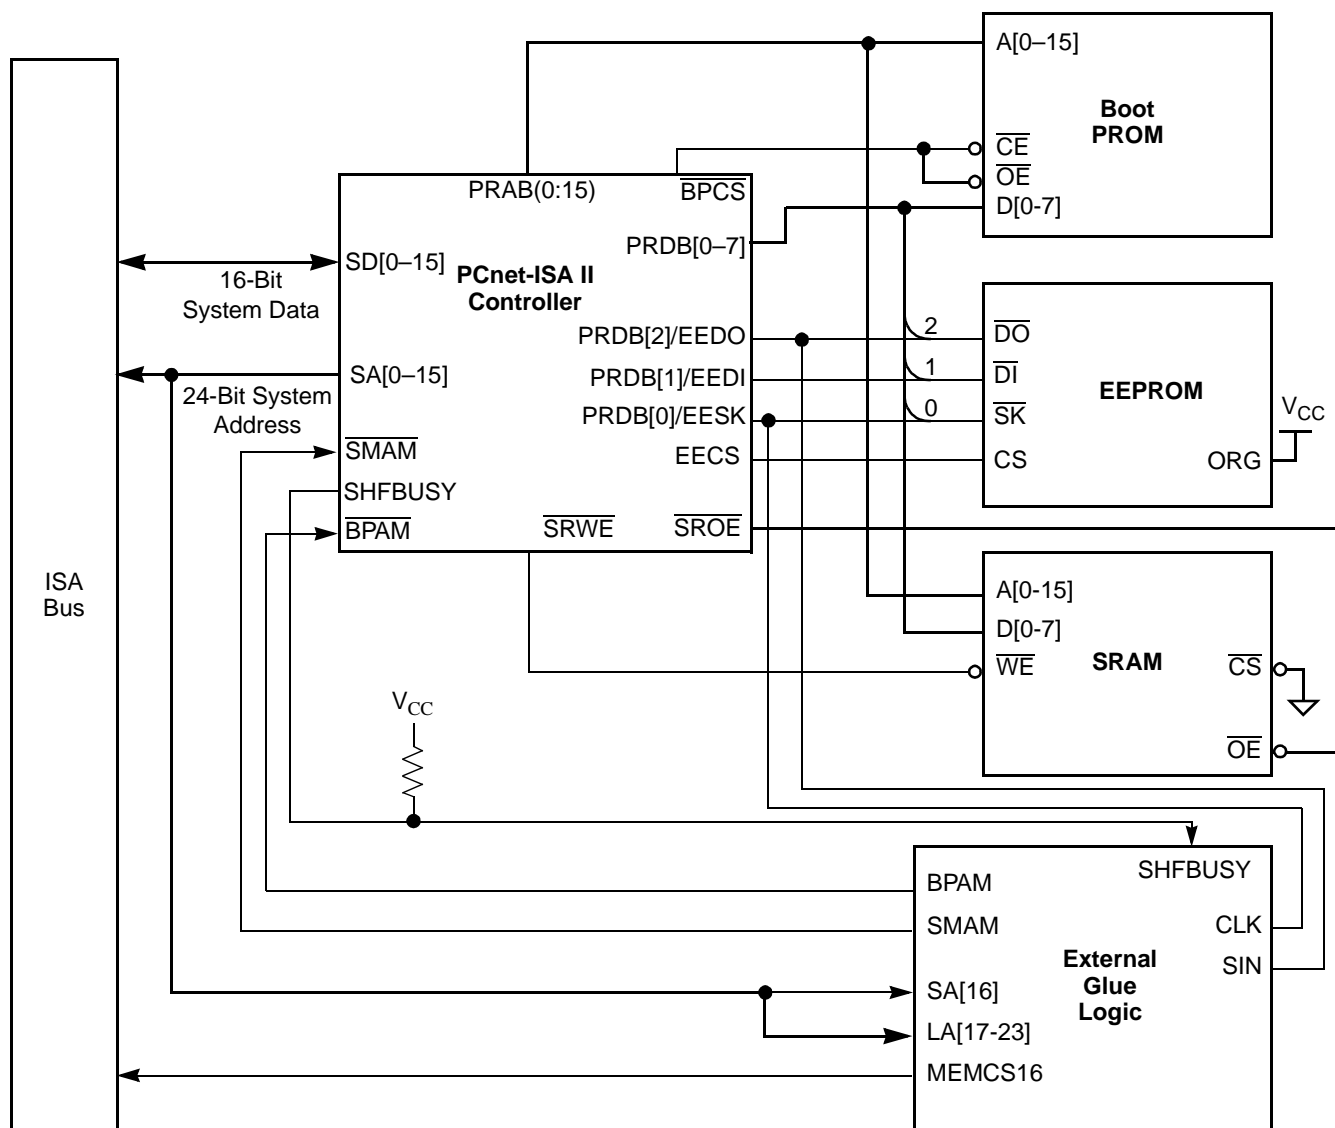 A[0–15]
Boot
PROM
CE
OE
D[0-7]
PRAB(0:15)
BPCS
PRDB[0–7]
SD[0–15]
PCnet-ISA II
Controller
16-Bit
System Data
PRDB[2]/EEDO
2
DO
SA[0–15]
PRDB[1]/EEDI
1
DI
EEPROM
24-Bit System
Address
PRDB[0]/EESK
0
SK
VCC
SMAM
EECS
CS
ORG
SHFBUSY
BPAM
SRWE
SROE
ISA
Bus
A[0-15]
D[0-7]
WE
SRAM
CS
OE
VCC
SHFBUSY
BPAM
SMAM
CLK
External
Glue
Logic
SIN
SA[16]
LA[17-23]
MEMCS16